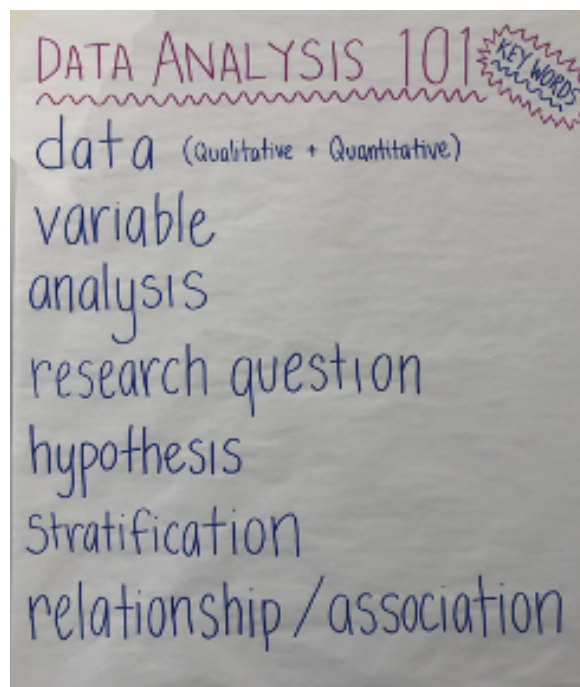 DATA ANALYSIS 101
KEY WORDS
data (Qualitative + Quantitative)
variable
analysis
research question
hypothesis
stratification
relationship/association